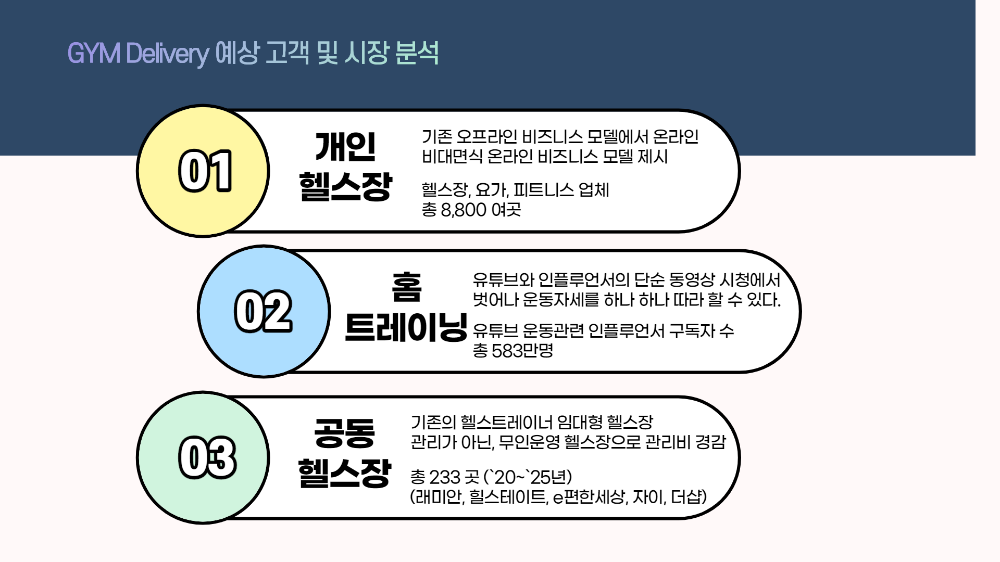 GYM Delivery 예상 고객 및 시장 분석
01
개인
헬스장
기존 오프라인 비즈니스 모델에서 온라인
비대면식 온라인 비즈니스 모델 제시
헬스장, 요가, 피트니스 업체
총 8,800 여곳
02
홈
트레이닝
유튜브와 인플루언서의 단순 동영상 시청에서
벗어나 운동자세를 하나 하나 따라 할 수 있다.
유튜브 운동관련 인플루언서 구독자 수
총 583만명
03
공동
헬스장
기존의 헬스트레이너 임대형 헬스장
관리가 아닌, 무인운영 헬스장으로 관리비 경감
총 233 곳 (`20~`25년)
(래미안, 힐스테이트, e편한세상, 자이, 더샵)